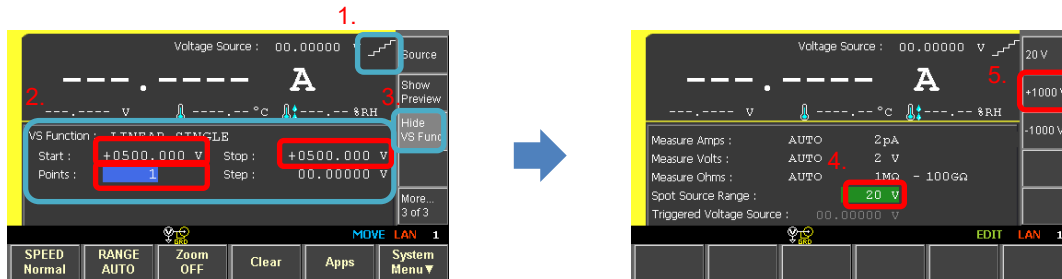 1.
Voltage Source : 00.00000 V
Source
---.---- A
Show
Preview
2.
3.
---.---- V ----.--°C ---.-- %RH
Hide
VS Func
VS Function : LINEAR SINGLE
Start : +0500.000 V Stop : +0500.000 V
Points : 1 Step : 00.00000 V
More...
3 of 3
GRD
MOVE LAN 1
SPEED
Normal
RANGE
AUTO
Zoom
OFF
Clear
Apps
System
Menu▼
Voltage Source : 00.00000 V
20 V
5.
---.---- A
+1000 V
---.---- V ----.--°C ---.-- %RH
-1000 V
Measure Amps : AUTO 2pA
Measure Volts : AUTO 2 V
4.
Measure Ohms : AUTO 1MΩ - 100GΩ
Spot Source Range : 20 V
Triggered Voltage Source : 00.00000 V
GRD
EDIT LAN 1